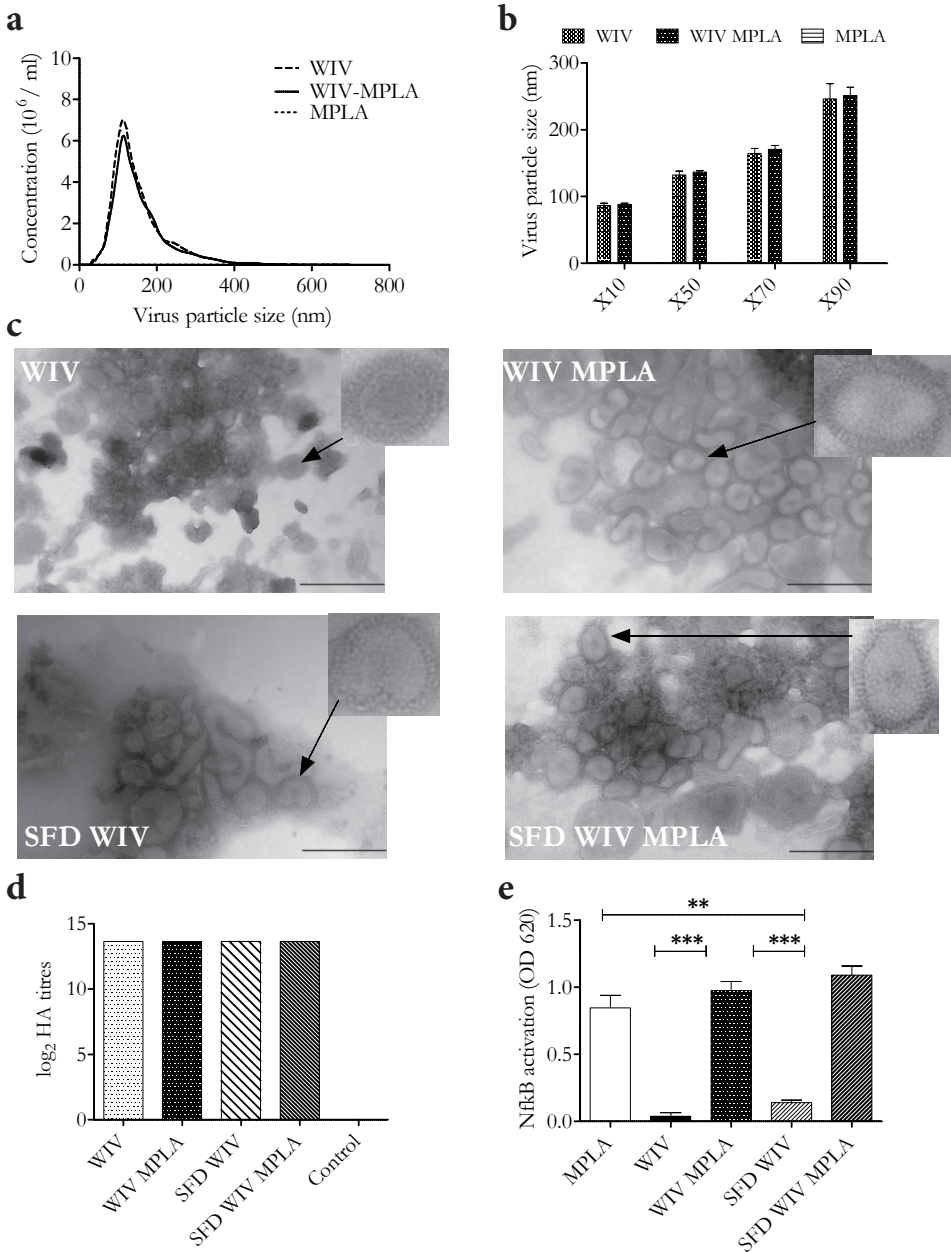 a
Concentration (10⁶/ ml)
10
8
6
4
2
0
0 200 400 600 800
Virus particle size (nm)
WIV
WIV-MPLA
MPLA
b
WIV WIV MPLA MPLA
Virus particle size (nm)
300
200
100
0
X10 X50 X70 X90
c
WIV
WIV MPLA
SFD WIV
SFD WIV MPLA
d
log₂ HA titres
15
10
5
0
WIV
WIV MPLA
SFD WIV
SFD WIV MPLA
Control
e
NfkB activation (OD 620)
1.5
1.0
0.5
0.0
**
*** ***
MPLA
WIV
WIV MPLA
SFD WIV
SFD WIV MPLA